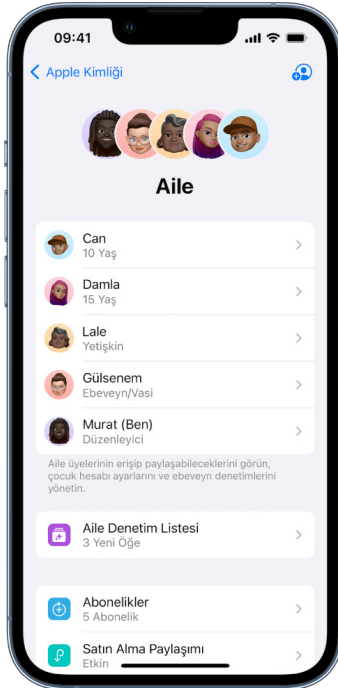 09:41
Apple Kimliği
Aile
Can
10 Yaş
Damla
15 Yaş
Lale
Yetişkin
Gülsenem
Ebeveyn/Vasi
Murat (Ben)
Düzenleyici
Aile üyelerinin erişip paylaşabileceklerini görün,
çocuk hesabı ayarlarını ve ebeveyn denetimlerini
yönetin.
Aile Denetim Listesi
3 Yeni Öğe
Abonelikler
5 Abonelik
Satın Alma Paylaşımı
Etkin